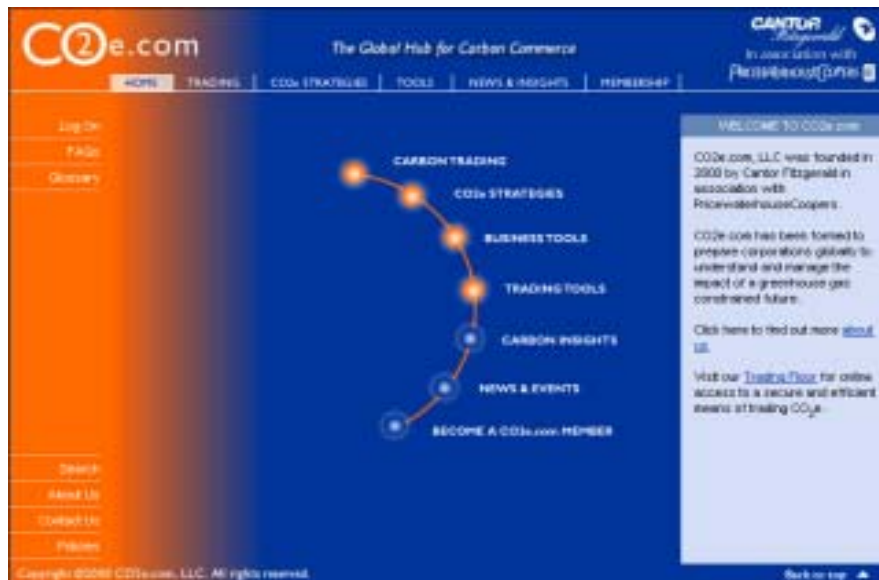 CO2e.com
The Global Hub for Carbon Commerce
CANTOR
Fitzgerald
In association with
PricewaterhouseCoopers
HOME TRADING CO2e STRATEGIES TOOLS NEWS & INSIGHTS MEMBERSHIP
Log On
FAQs
Glossary
CARBON TRADING
CO2e STRATEGIES
BUSINESS TOOLS
TRADING TOOLS
CARBON INSIGHTS
NEWS & EVENTS
BECOME A CO2e.com MEMBER
WELCOME TO CO2e.com
CO2e.com, LLC was founded in
2000 by Cantor Fitzgerald in
association with
PricewaterhouseCoopers.
CO2e.com has been formed to
prepare corporations globally to
understand and manage the
impact of a greenhouse gas
constrained future.
Click here to find out more about
us.
Visit our Trading Floor for online
access to a secure and efficient
means of trading CO2e.
Search
About Us
Contact Us
Policies
Copyright ©2000 CO2e.com, LLC. All rights reserved.
Back to top